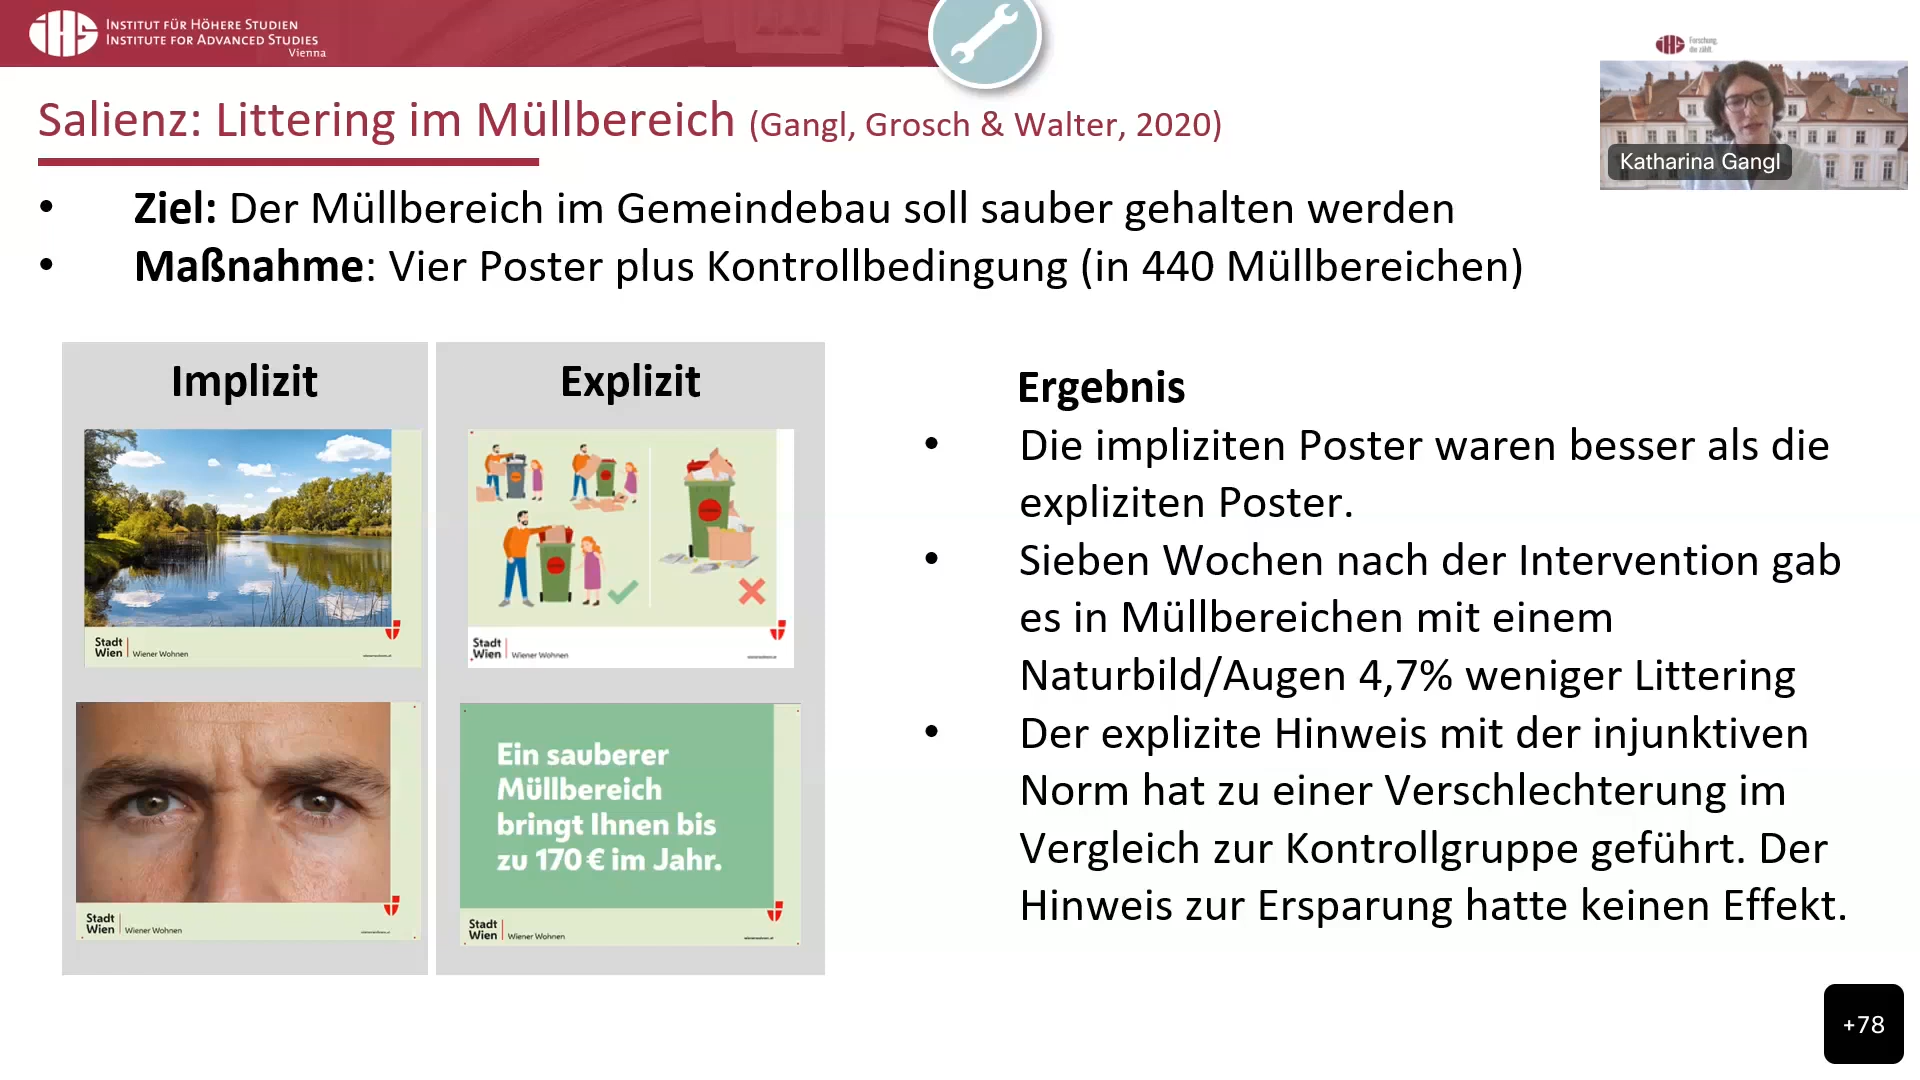 INSTITUT FÜR HÖHERE STUDIEN
INSTITUTE FOR ADVANCED STUDIES
Vienna
IHS
Forschung,
die zählt.
Katharina Gangl
Salienz: Littering im Müllbereich (Gangl, Grosch & Walter, 2020)
• Ziel: Der Müllbereich im Gemeindebau soll sauber gehalten werden
• Maßnahme: Vier Poster plus Kontrollbedingung (in 440 Müllbereichen)
Implizit
Stadt
Wien
Wiener Wohnen
Stadt
Wien
Wiener Wohnen
Explizit
Stadt
Wien
Wiener Wohnen
Ein sauberer
Müllbereich
bringt Ihnen bis
zu 170 € im Jahr.
Stadt
Wien
Wiener Wohnen
Ergebnis
• Die impliziten Poster waren besser als die
expliziten Poster.
• Sieben Wochen nach der Intervention gab
es in Müllbereichen mit einem
Naturbild/Augen 4,7% weniger Littering
• Der explizite Hinweis mit der injunktiven
Norm hat zu einer Verschlechterung im
Vergleich zur Kontrollgruppe geführt. Der
Hinweis zur Ersparung hatte keinen Effekt.
+78